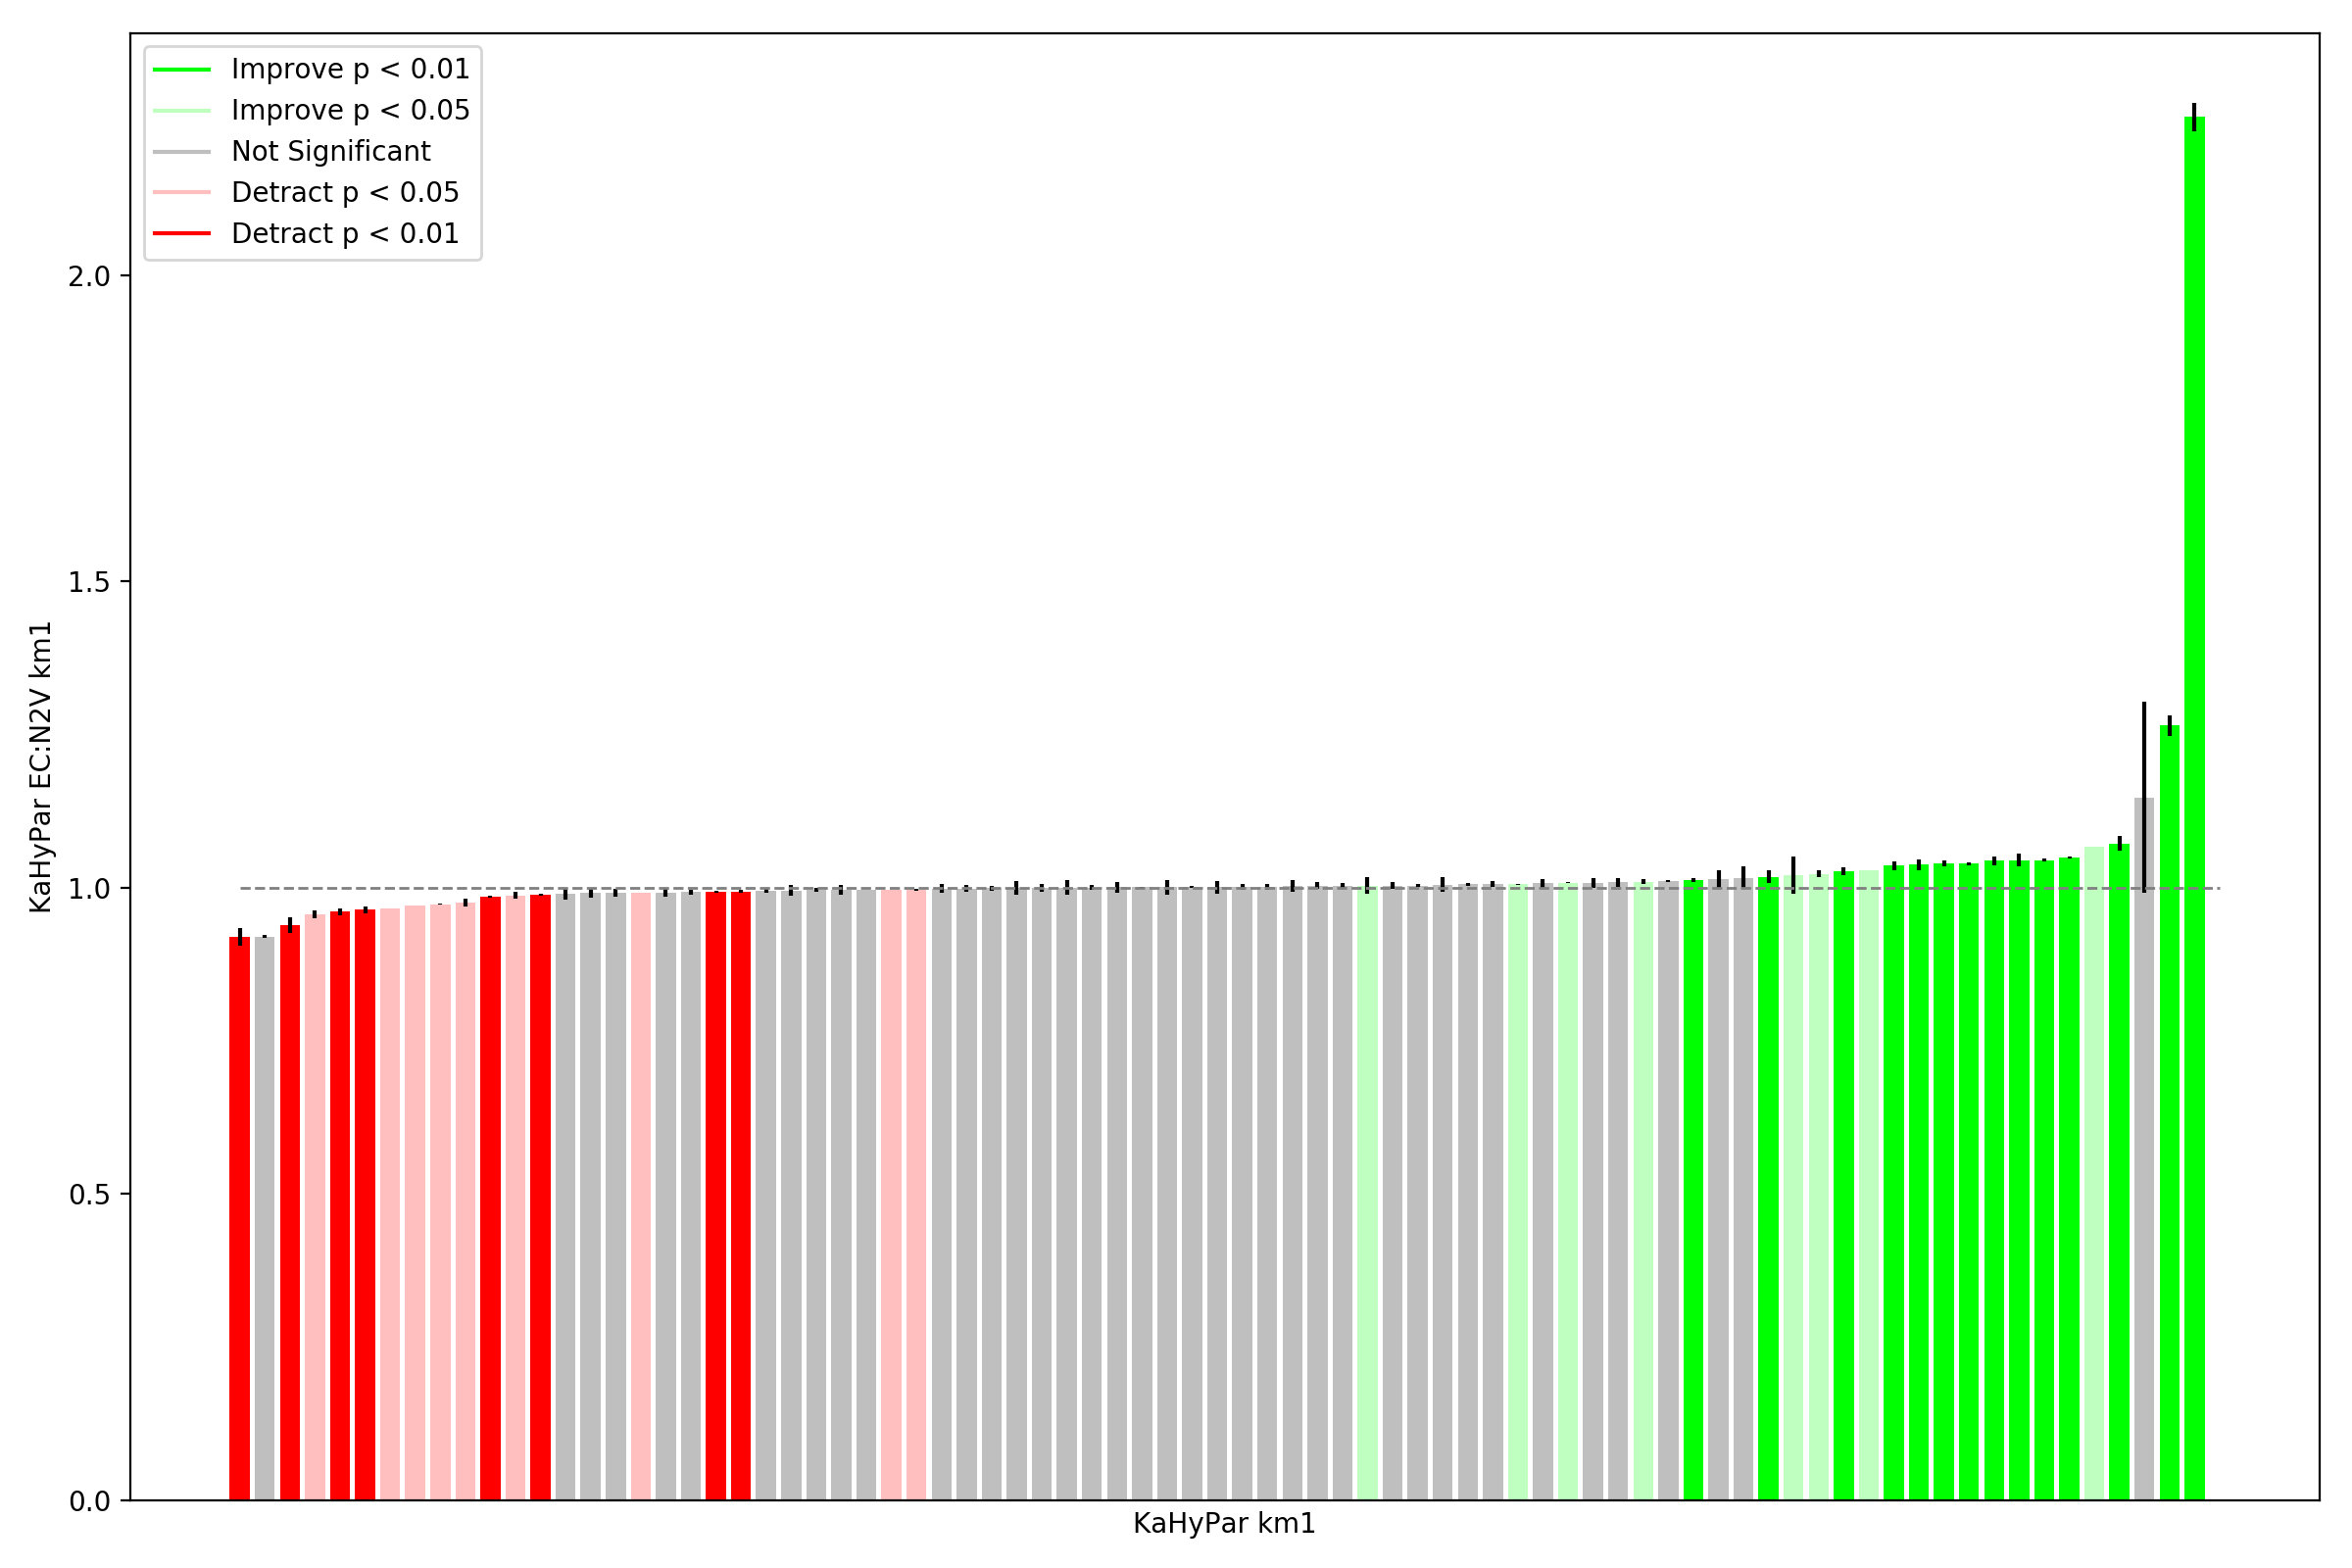 Improve p < 0.01
Improve p < 0.05
Not Significant
Detract p < 0.05
Detract p < 0.01
2.0
1.5
1.0
0.5
0.0
KaHyPar EC:N2V km1
KaHyPar km1